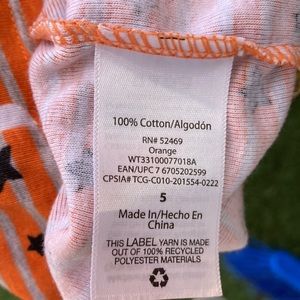 100% Cotton/Algodón
RN# 52469
Orange
WT33100077018A
EAN/UPC 7 6705202599
CPSIA# TCG-C010-201554-0222
5
Made In/Hecho En
China
THIS LABEL YARN IS MADE
OUT OF 100% RECYCLED
POLYESTER MATERIALS